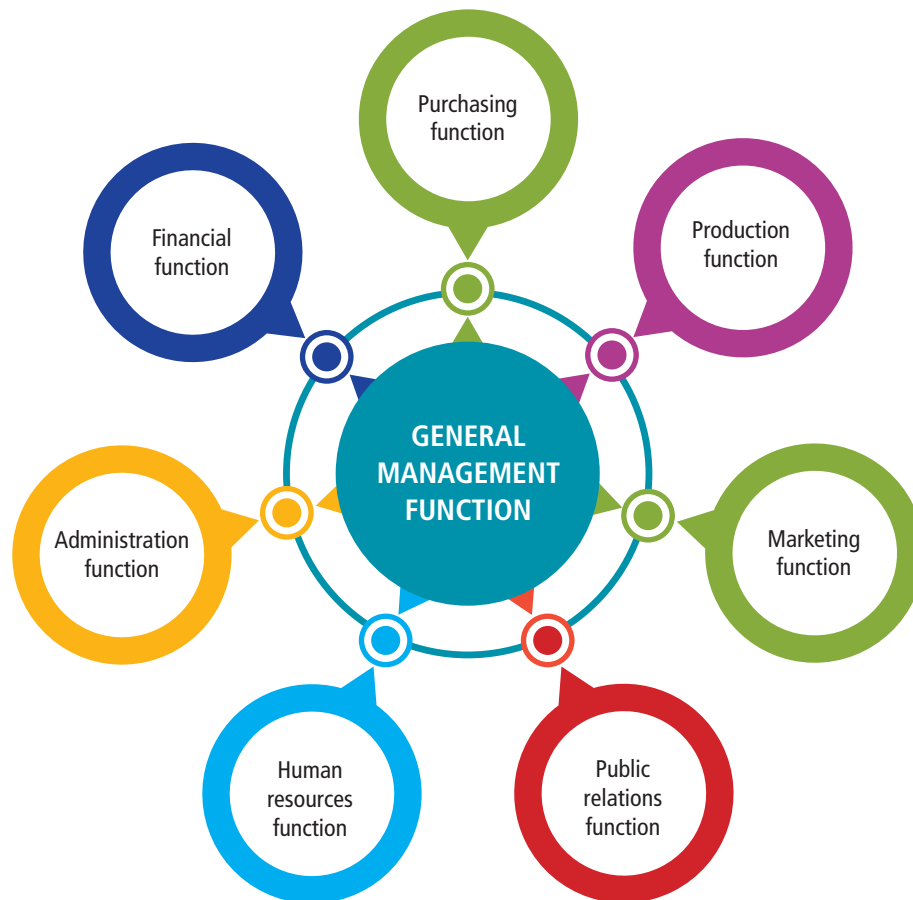 Purchasing
function
Production
function
Marketing
function
Public
relations
function
Human
resources
function
Administration
function
Financial
function
GENERAL
MANAGEMENT
FUNCTION